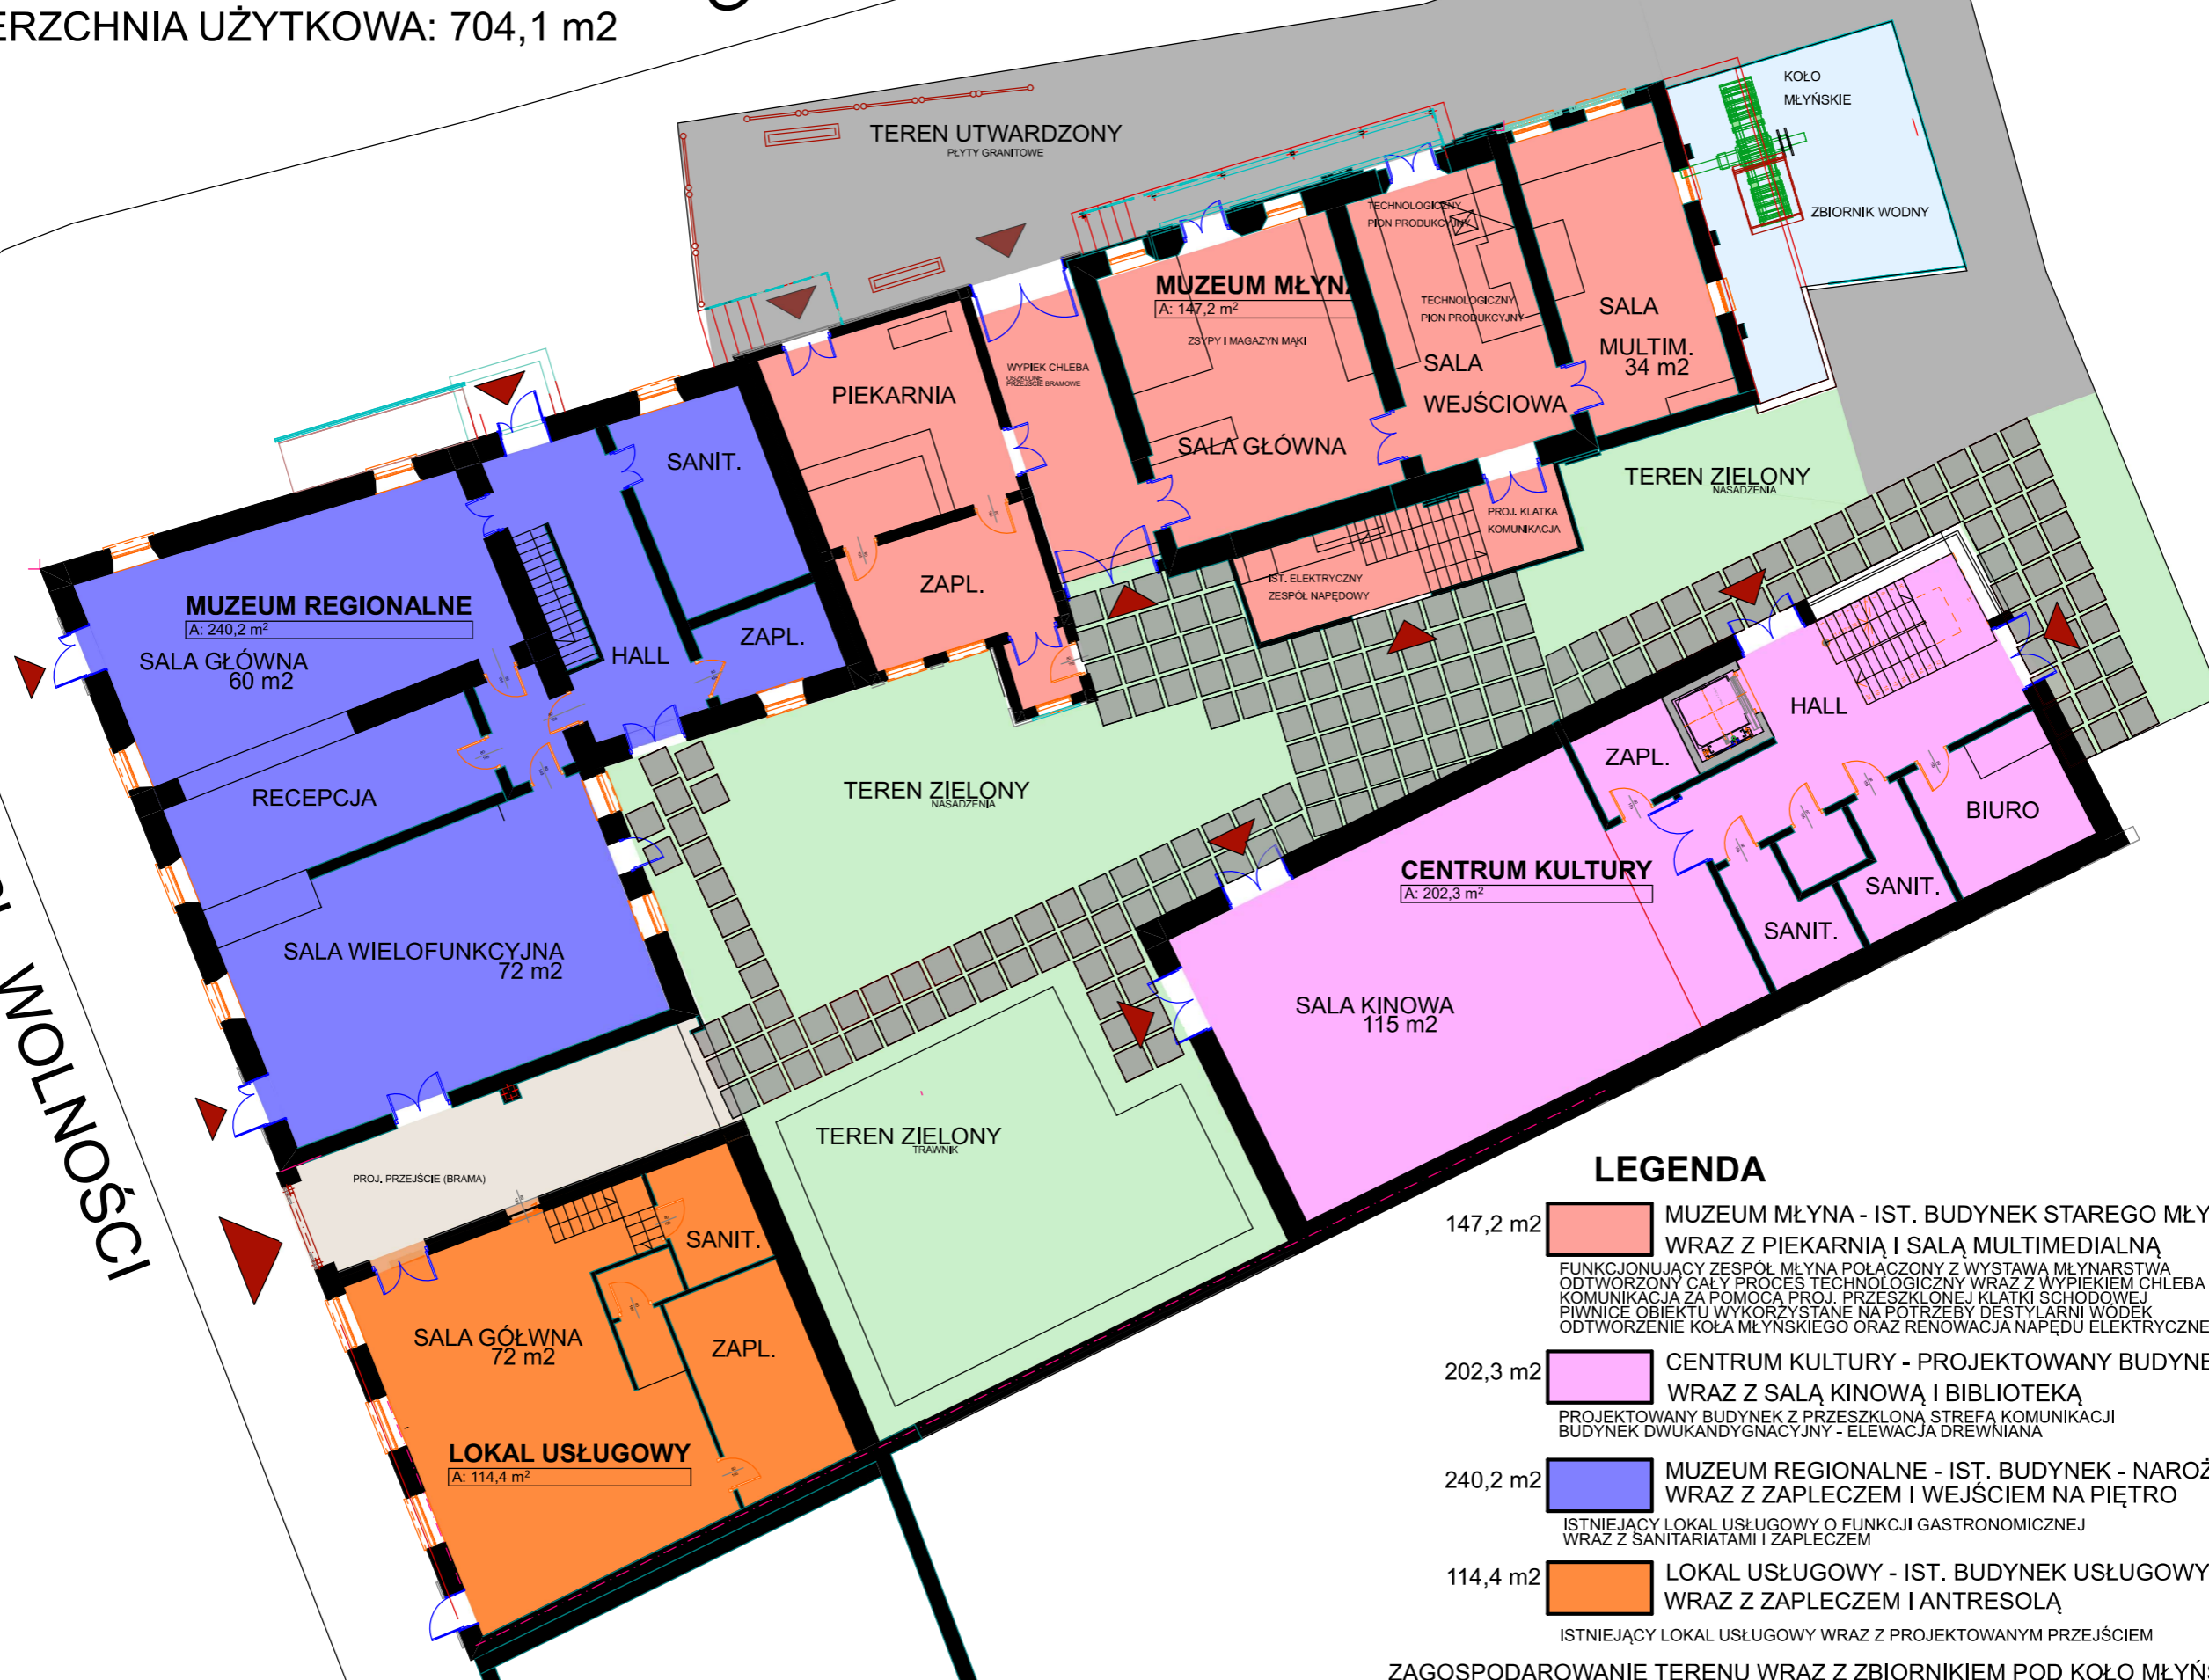 ERZCHNIA UŻYTKOWA: 704,1 m2
KOŁO
MŁYŃSKIE
ZBIORNIK WODNY
TEREN UTWARDZONY
PŁYTY GRANITOWE
TECHNOLOGICZNY
PION PRODUKCYJNY
MUZEUM MŁYNA
A: 147,2 m²
ZSYPY I MAGAZYN MĄKI
TECHNOLOGICZNY
PION PRODUKCYJNY
SALA
MULTIM.
34 m2
SALA
WEJŚCIOWA
SALA GŁÓWNA
WYPIEK CHLEBA
OSZKLONE
PRZEJŚCIE BRAMOWE
PIEKARNIA
ZAPL.
SANIT.
TEREN ZIELONY
NASADZENIA
PROJ. KLATKA
KOMUNIKACJA
IST. ELEKTRYCZNY
ZESPÓŁ NAPĘDOWY
MUZEUM REGIONALNE
A: 240,2 m²
SALA GŁÓWNA
60 m2
HALL
ZAPL.
RECEPCJA
SALA WIELOFUNKCYJNA
72 m2
TEREN ZIELONY
NASADZENIA
HALL
ZAPL.
BIURO
SANIT.
SANIT.
CENTRUM KULTURY
A: 202,3 m²
SALA KINOWA
115 m2
WOLNOŚCI
TEREN ZIELONY
TRAWNIK
PROJ. PRZEJŚCIE (BRAMA)
SANIT.
SALA GÓŁWNA
72 m2
ZAPL.
LOKAL USŁUGOWY
A: 114,4 m²
LEGENDA
147,2 m2
MUZEUM MŁYNA - IST. BUDYNEK STAREGO MŁY
WRAZ Z PIEKARNIĄ I SALĄ MULTIMEDIALNĄ
FUNKCJONUJĄCY ZESPÓŁ MŁYNA POŁĄCZONY Z WYSTAWĄ MŁYNARSTWA
ODTWORZONY CAŁY PROCES TECHNOLOGICZNY WRAZ Z WYPIEKIEM CHLEBA
KOMUNIKACJA ZA POMOCĄ PROJ. PRZESZKLONEJ KLATKI SCHODOWEJ
PIWNICE OBIEKTU WYKORZYSTANE NA POTRZEBY DESTYLARNI WÓDEK
ODTWORZENIE KOŁA MŁYŃSKIEGO ORAZ RENOWACJA NAPĘDU ELEKTRYCZNE
202,3 m2
CENTRUM KULTURY - PROJEKTOWANY BUDYNE
WRAZ Z SALĄ KINOWĄ I BIBLIOTEKĄ
PROJEKTOWANY BUDYNEK Z PRZESZKLONĄ STREFĄ KOMUNIKACJI
BUDYNEK DWUKANDYGNACYJNY - ELEWACJA DREWNIANA
240,2 m2
MUZEUM REGIONALNE - IST. BUDYNEK - NAROŻ
WRAZ Z ZAPLECZEM I WEJŚCIEM NA PIĘTRO
ISTNIEJĄCY LOKAL USŁUGOWY O FUNKCJI GASTRONOMICZNEJ
WRAZ Z SANITARIATAMI I ZAPLECZEM
114,4 m2
LOKAL USŁUGOWY - IST. BUDYNEK USŁUGOWY
WRAZ Z ZAPLECZEM I ANTRESOLĄ
ISTNIEJĄCY LOKAL USŁUGOWY WRAZ Z PROJEKTOWANYM PRZEJŚCIEM
ZAGOSPODAROWANIE TERENU WRAZ Z ZBIORNIKIEM POD KOŁO MŁYŃS